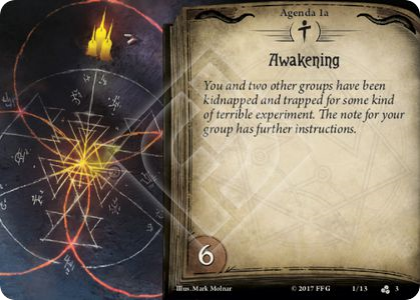 Agenda 1a
Awakening
You and two other groups have been
kidnapped and trapped for some kind
of terrible experiment. The note for your
group has further instructions.
6
Illus. Mark Molnar © 2017 FFG 1/13 3